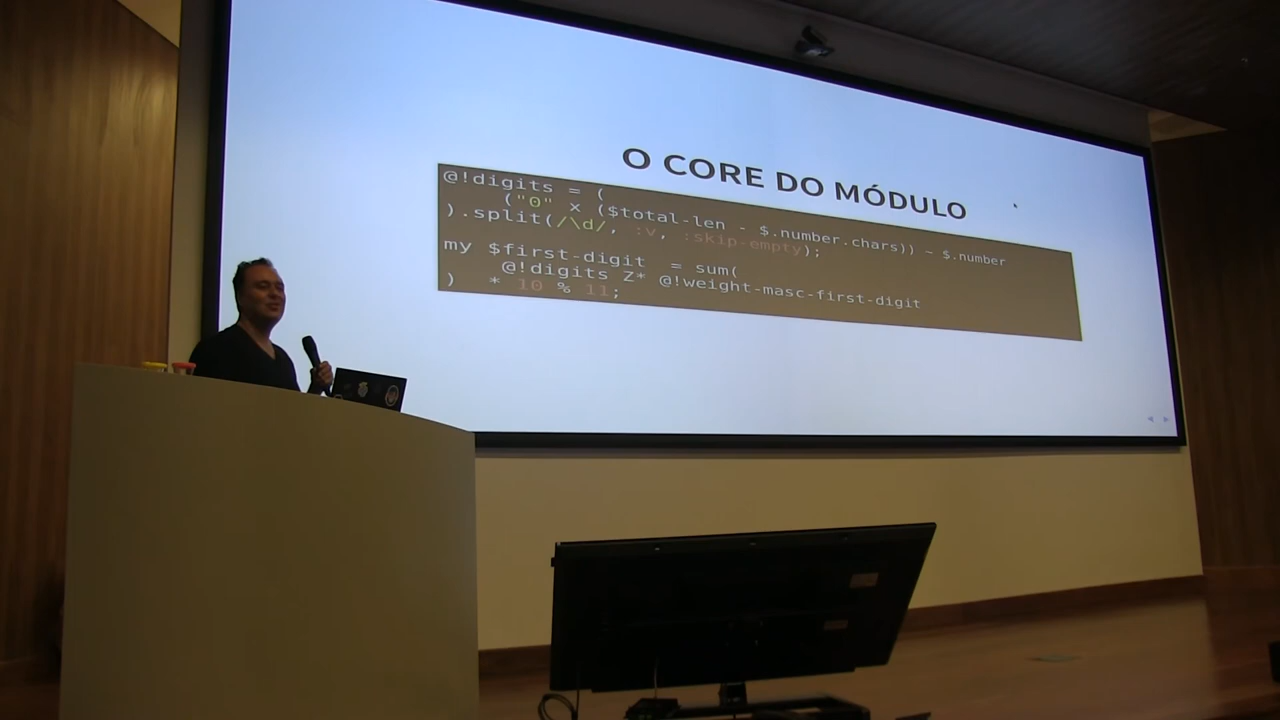 O CORE DO MÓDULO
@!digits = (
("0" x ($total-len - $.number.chars)) ~ $.number
).split(/\d/, :v, :skip-empty);
my $first-digit = sum(
@!digits Z* @!weight-masc-first-digit
) * 10 % 11;